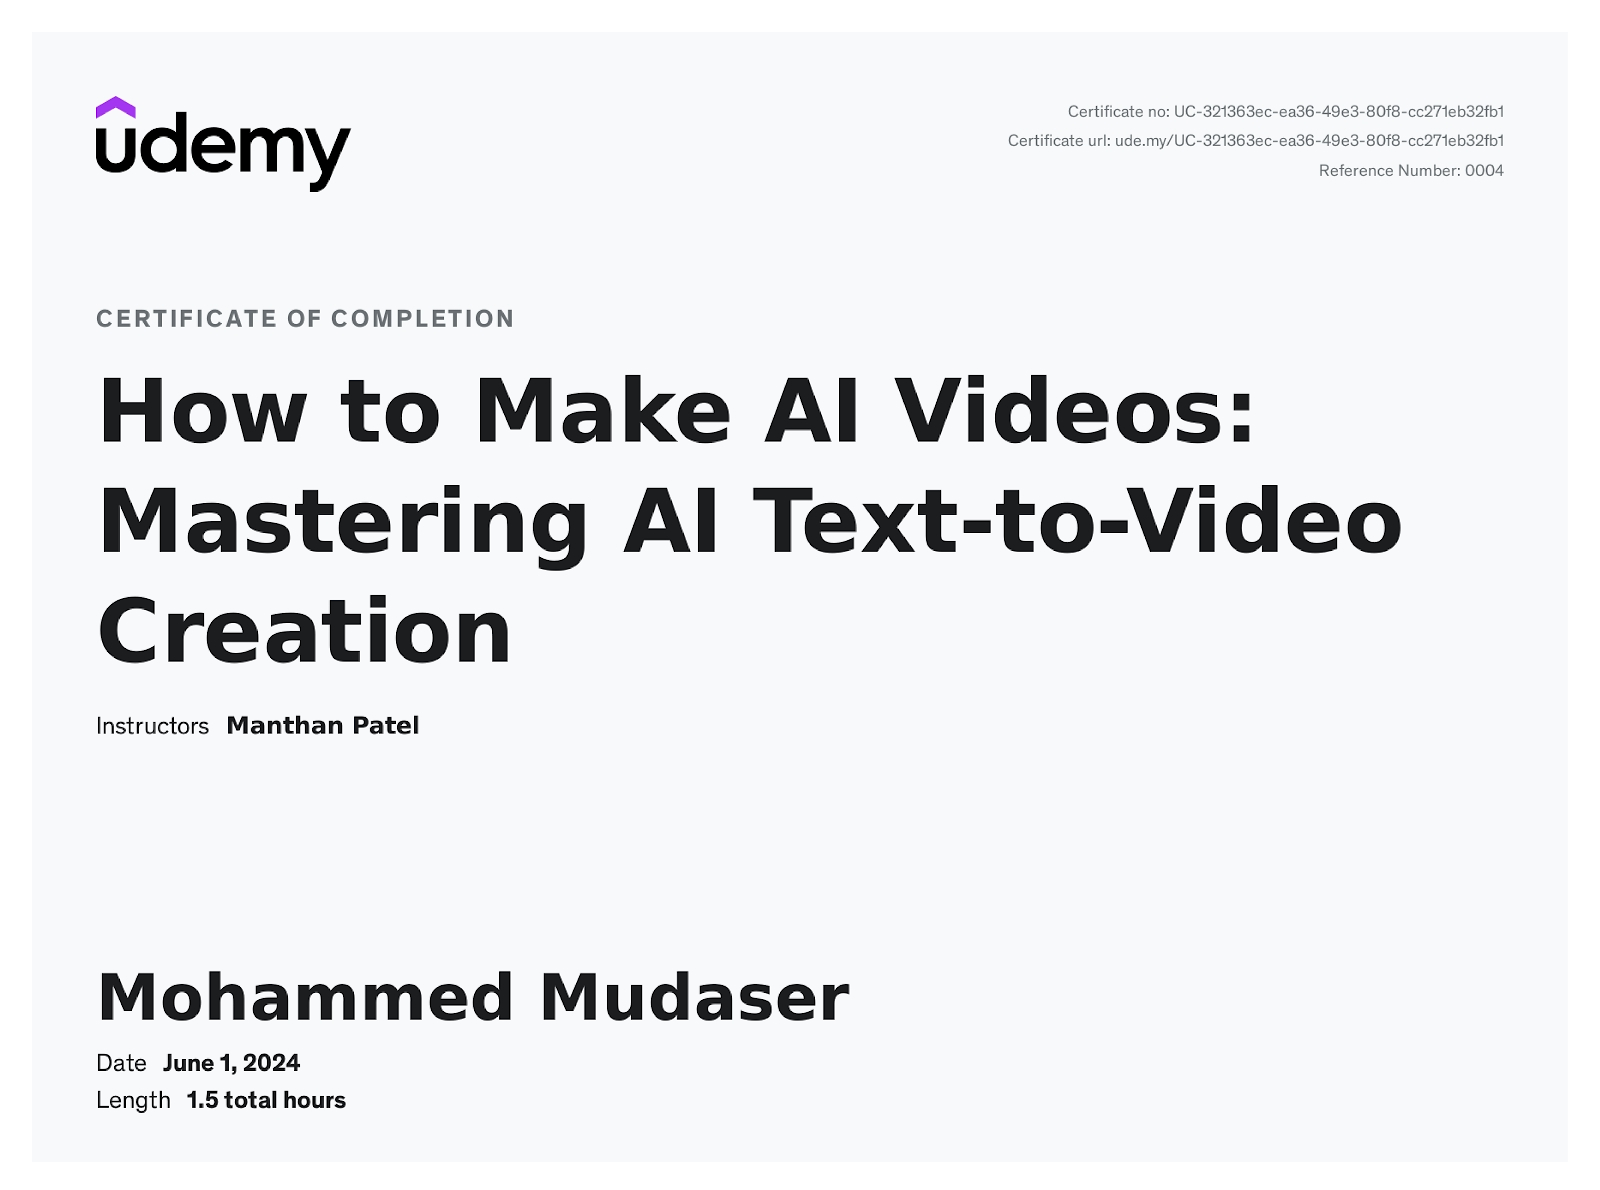 udemy
Certificate no: UC-321363ec-ea36-49e3-80f8-cc271eb32fb1
Certificate url: ude.my/UC-321363ec-ea36-49e3-80f8-cc271eb32fb1
Reference Number: 0004
CERTIFICATE OF COMPLETION
How to Make AI Videos:
Mastering AI Text-to-Video
Creation
Instructors Manthan Patel
Mohammed Mudaser
Date June 1, 2024
Length 1.5 total hours